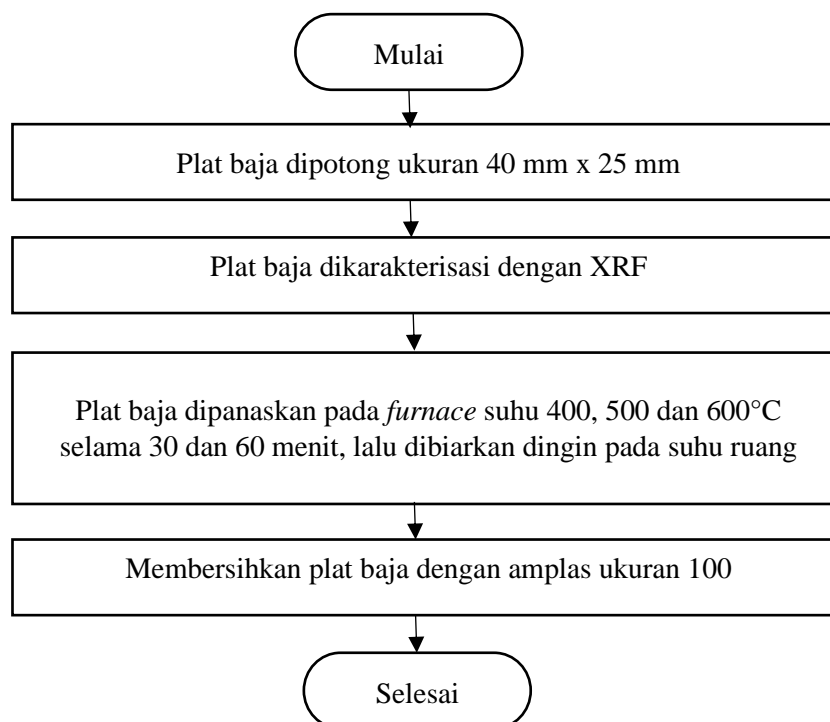 Mulai
Plat baja dipotong ukuran 40 mm x 25 mm
Plat baja dikarakterisasi dengan XRF
Plat baja dipanaskan pada furnace suhu 400, 500 dan 600°C
selama 30 dan 60 menit, lalu dibiarkan dingin pada suhu ruang
Membersihkan plat baja dengan amplas ukuran 100
Selesai